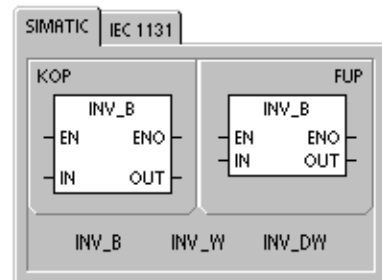 SIMATIC IEC 1131
KOP
INV_B
EN ENO
IN OUT
FUP
INV_B
EN ENO
IN OUT
INV_B INV_W INV_DW